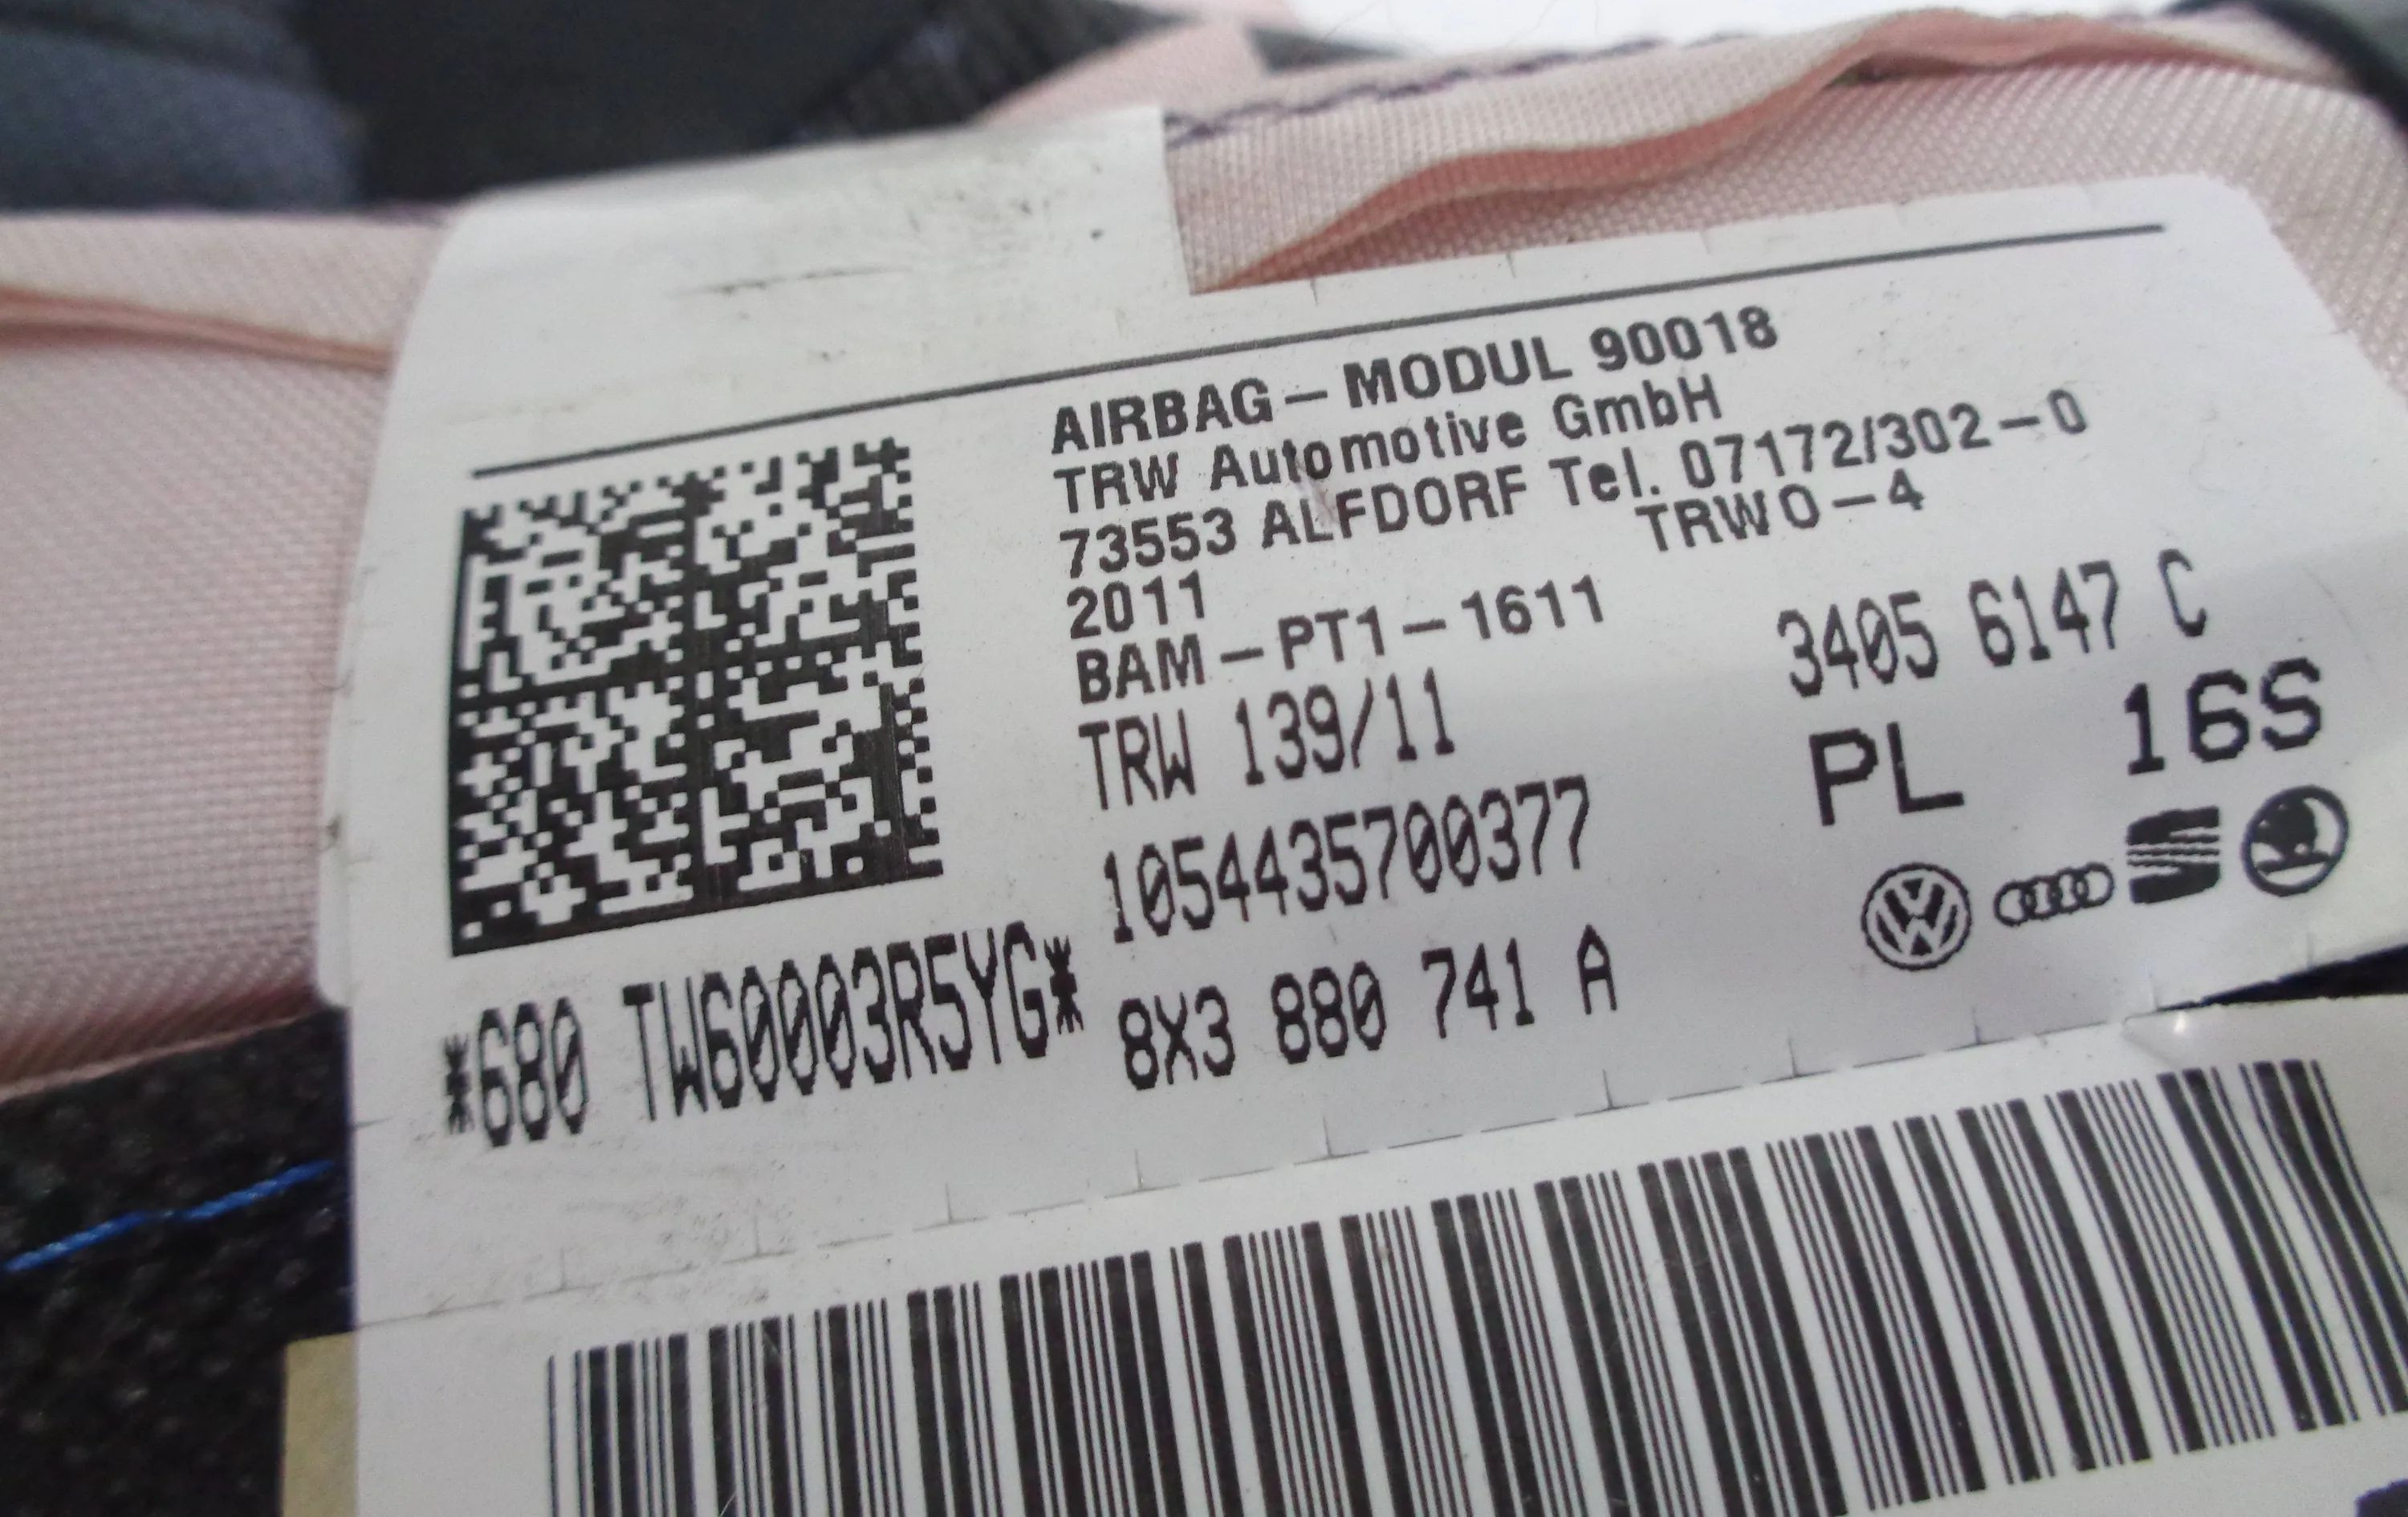 AIRBAG – MODUL 90018
TRW Automotive GmbH
73553 ALFDORF Tel. 07172/302 – 0
TRWO – 4
2011
BAM – PT1 – 1611
3405 6147 C
TRW 139/11
PL 16S
1054435700377
*680 TW60003R5YG*
8X3 880 741 A